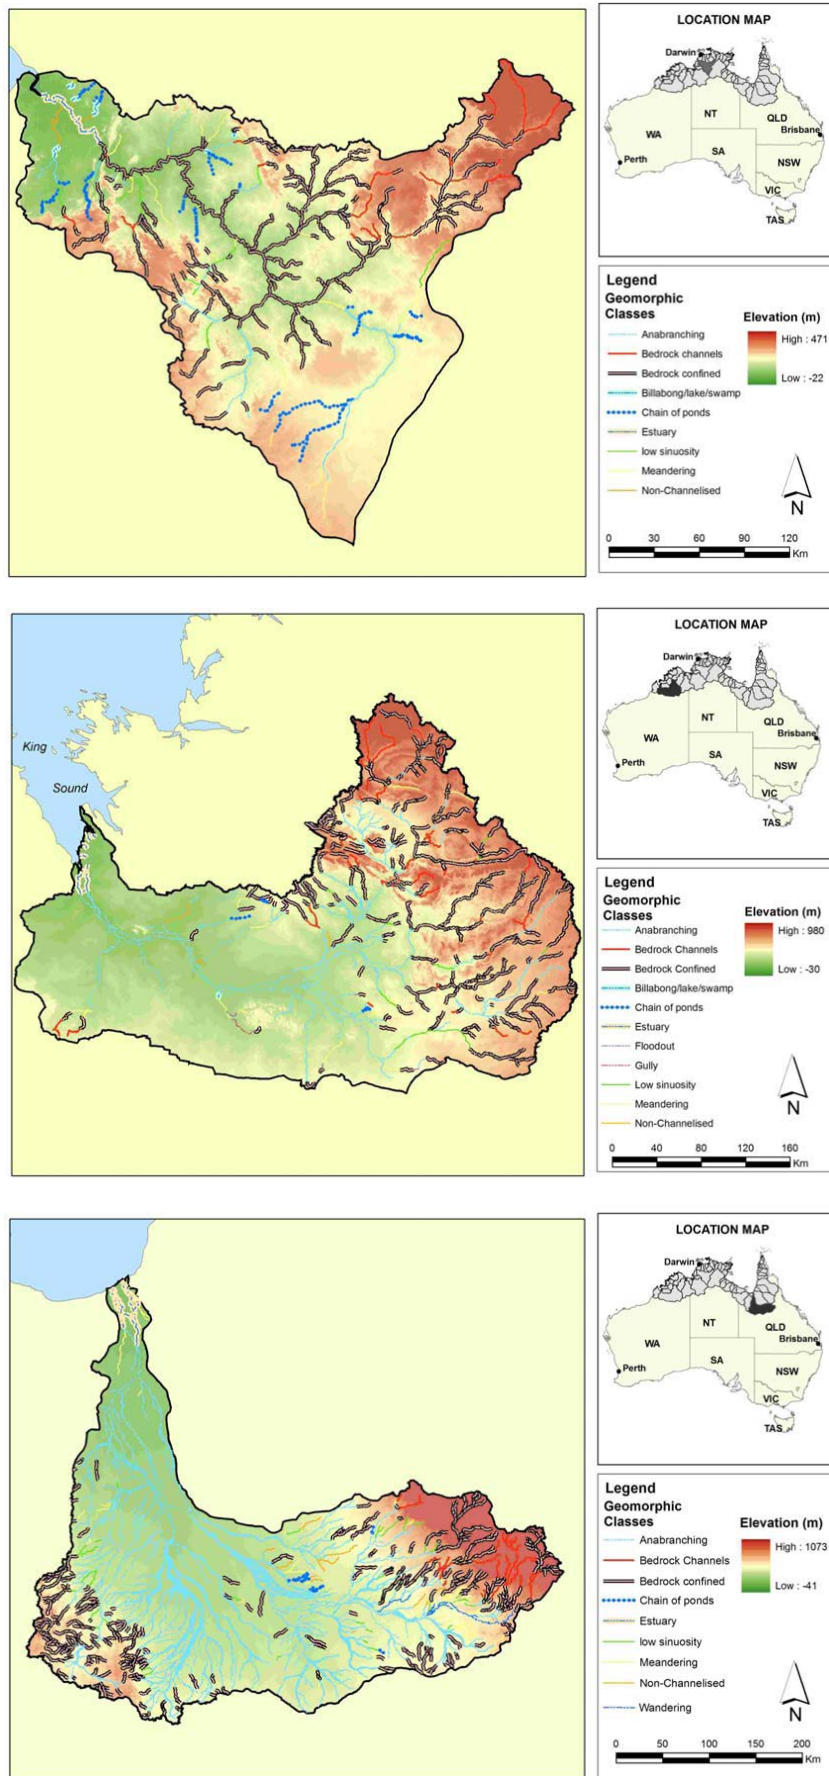 LOCATION MAP
Darwin
NT
QLD
WA
Brisbane
SA
Perth
NSW
VIC
TAS
Legend
Geomorphic
Classes
Elevation (m)
Anabranching
High : 471
Bedrock channels
Bedrock confined
Low : -22
Billabong/lake/swamp
Chain of ponds
Estuary
low sinuosity
Meandering
Non-Channelised
N
0 30 60 90 120
Km
King
Sound
LOCATION MAP
Darwin
NT
QLD
WA
Brisbane
SA
Perth
NSW
VIC
TAS
Legend
Geomorphic
Classes
Elevation (m)
Anabranching
High : 980
Bedrock Channels
Bedrock Confined
Low : -30
Billabong/lake/swamp
Chain of ponds
Estuary
Floodout
Gully
Low sinuosity
Meandering
Non-Channelised
N
0 40 80 120 160
Km
LOCATION MAP
Darwin
NT
QLD
WA
Brisbane
SA
Perth
NSW
VIC
TAS
Legend
Geomorphic
Classes
Elevation (m)
Anabranching
High : 1073
Bedrock Channels
Bedrock confined
Low : -41
Chain of ponds
Estuary
low sinuosity
Meandering
Non-Channelised
Wandering
N
0 50 100 150 200
Km